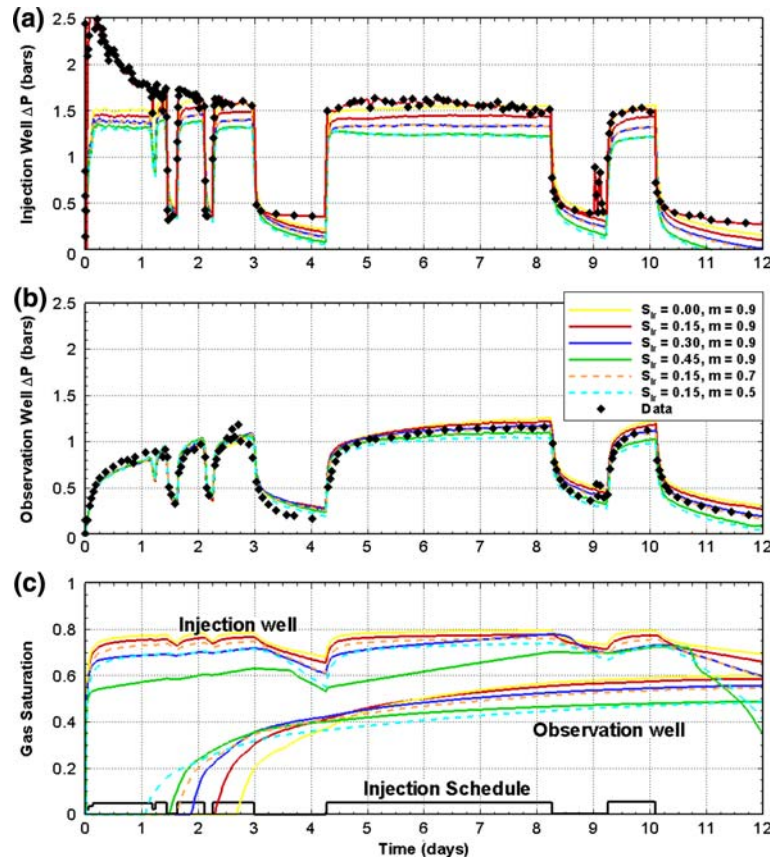 (a)
2.5
2
1.5
1
0.5
0
Injection Well ΔP (bars)
0 1 2 3 4 5 6 7 8 9 10 11 12
(b)
2.5
2
1.5
1
0.5
0
Observation Well ΔP (bars)
S_lr = 0.00, m = 0.9
S_lr = 0.15, m = 0.9
S_lr = 0.30, m = 0.9
S_lr = 0.45, m = 0.9
S_lr = 0.15, m = 0.7
S_lr = 0.15, m = 0.5
Data
0 1 2 3 4 5 6 7 8 9 10 11 12
(c)
1
0.8
0.6
0.4
0.2
0
Gas Saturation
Injection well
Observation well
Injection Schedule
0 1 2 3 4 5 6 7 8 9 10 11 12
Time (days)